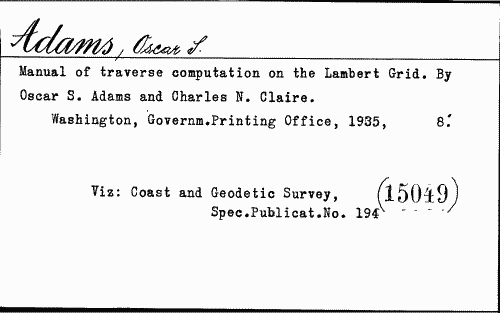 Adams, Oscar S.
Manual of traverse computation on the Lambert Grid. By
Oscar S. Adams and Charles N. Claire.
Washington, Governm.Printing Office, 1935, 8.
Viz: Coast and Geodetic Survey, (15049)
Spec.Publicat.No. 194